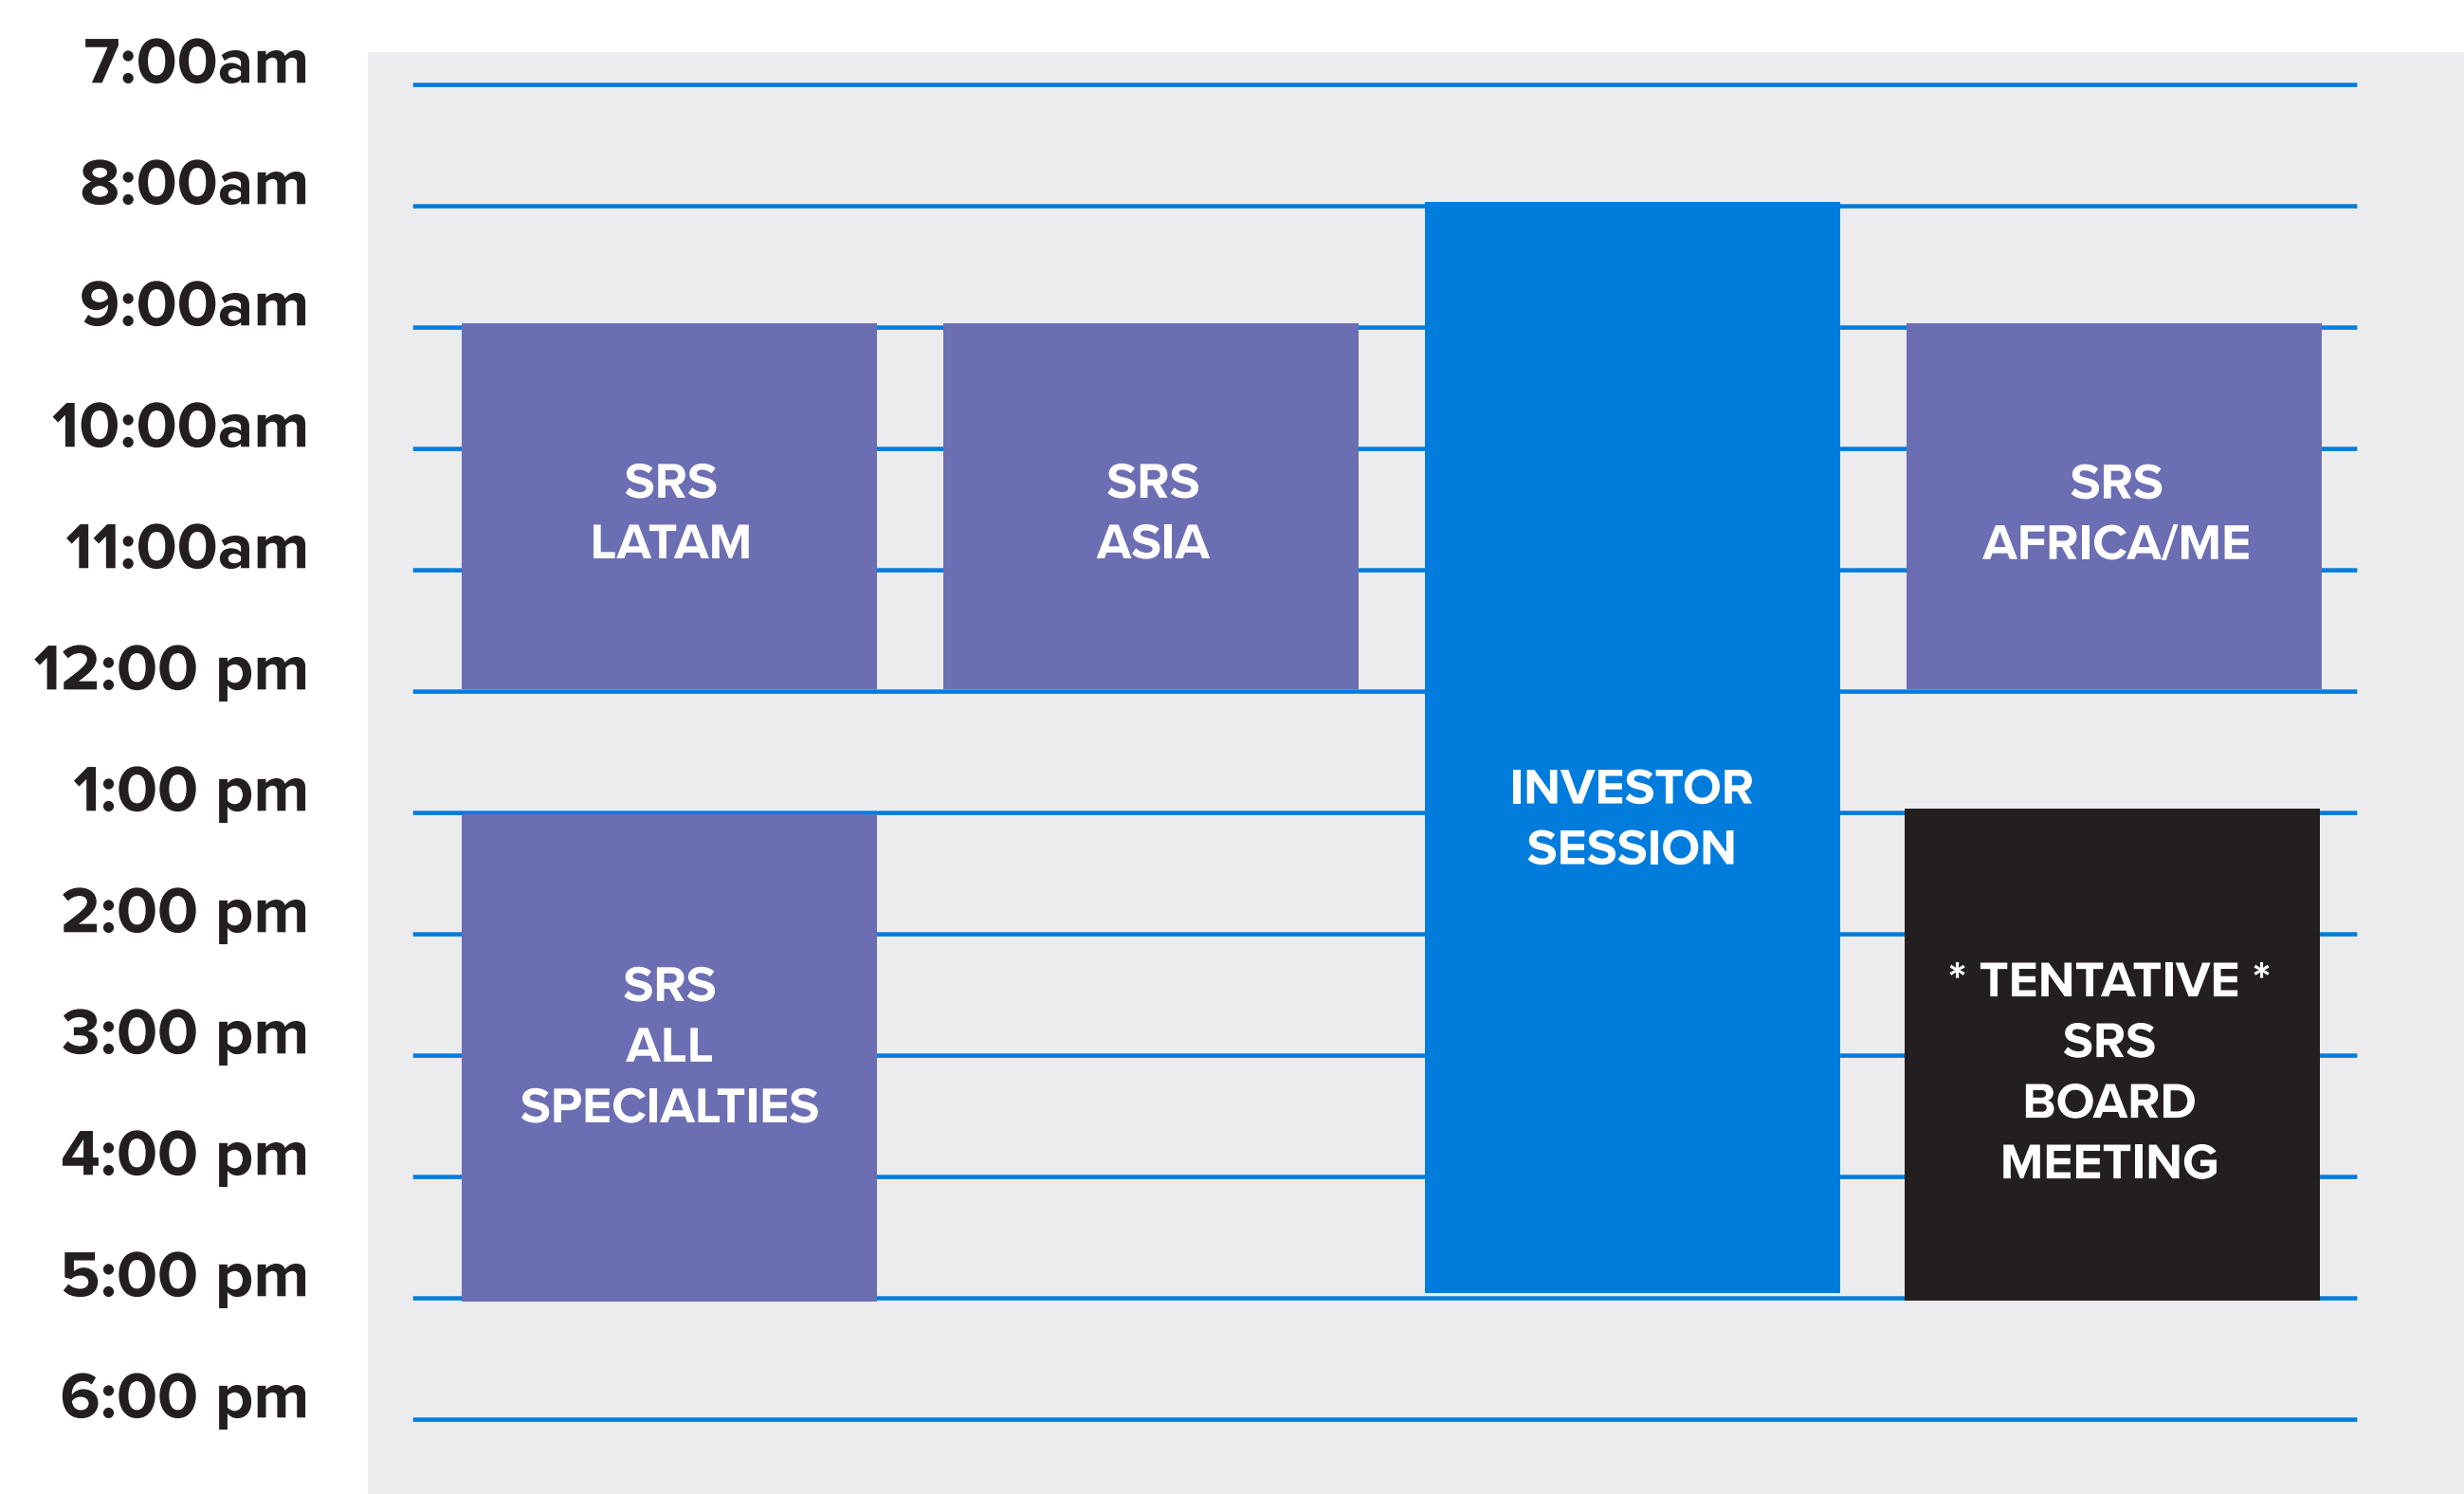 7:00am
8:00am
9:00am
10:00am
11:00am
12:00 pm
1:00 pm
2:00 pm
3:00 pm
4:00 pm
5:00 pm
6:00 pm
SRS
LATAM
SRS
ASIA
INVESTOR
SESSION
SRS
AFRICA/ME
SRS
ALL
SPECIALTIES
* TENTATIVE *
SRS
BOARD
MEETING